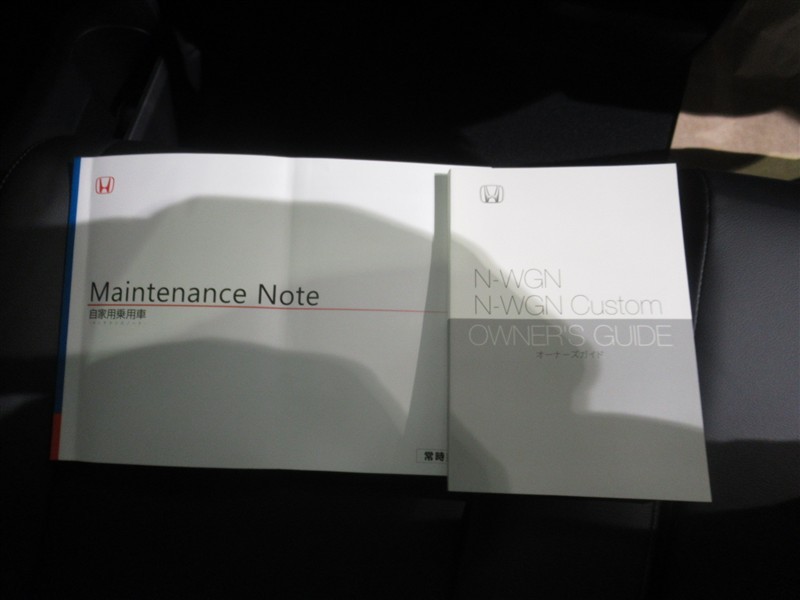 Maintenance Note
自家用乗用車
常時
N-WGN
N-WGN Custom
OWNER'S GUIDE
オーナーズガイド